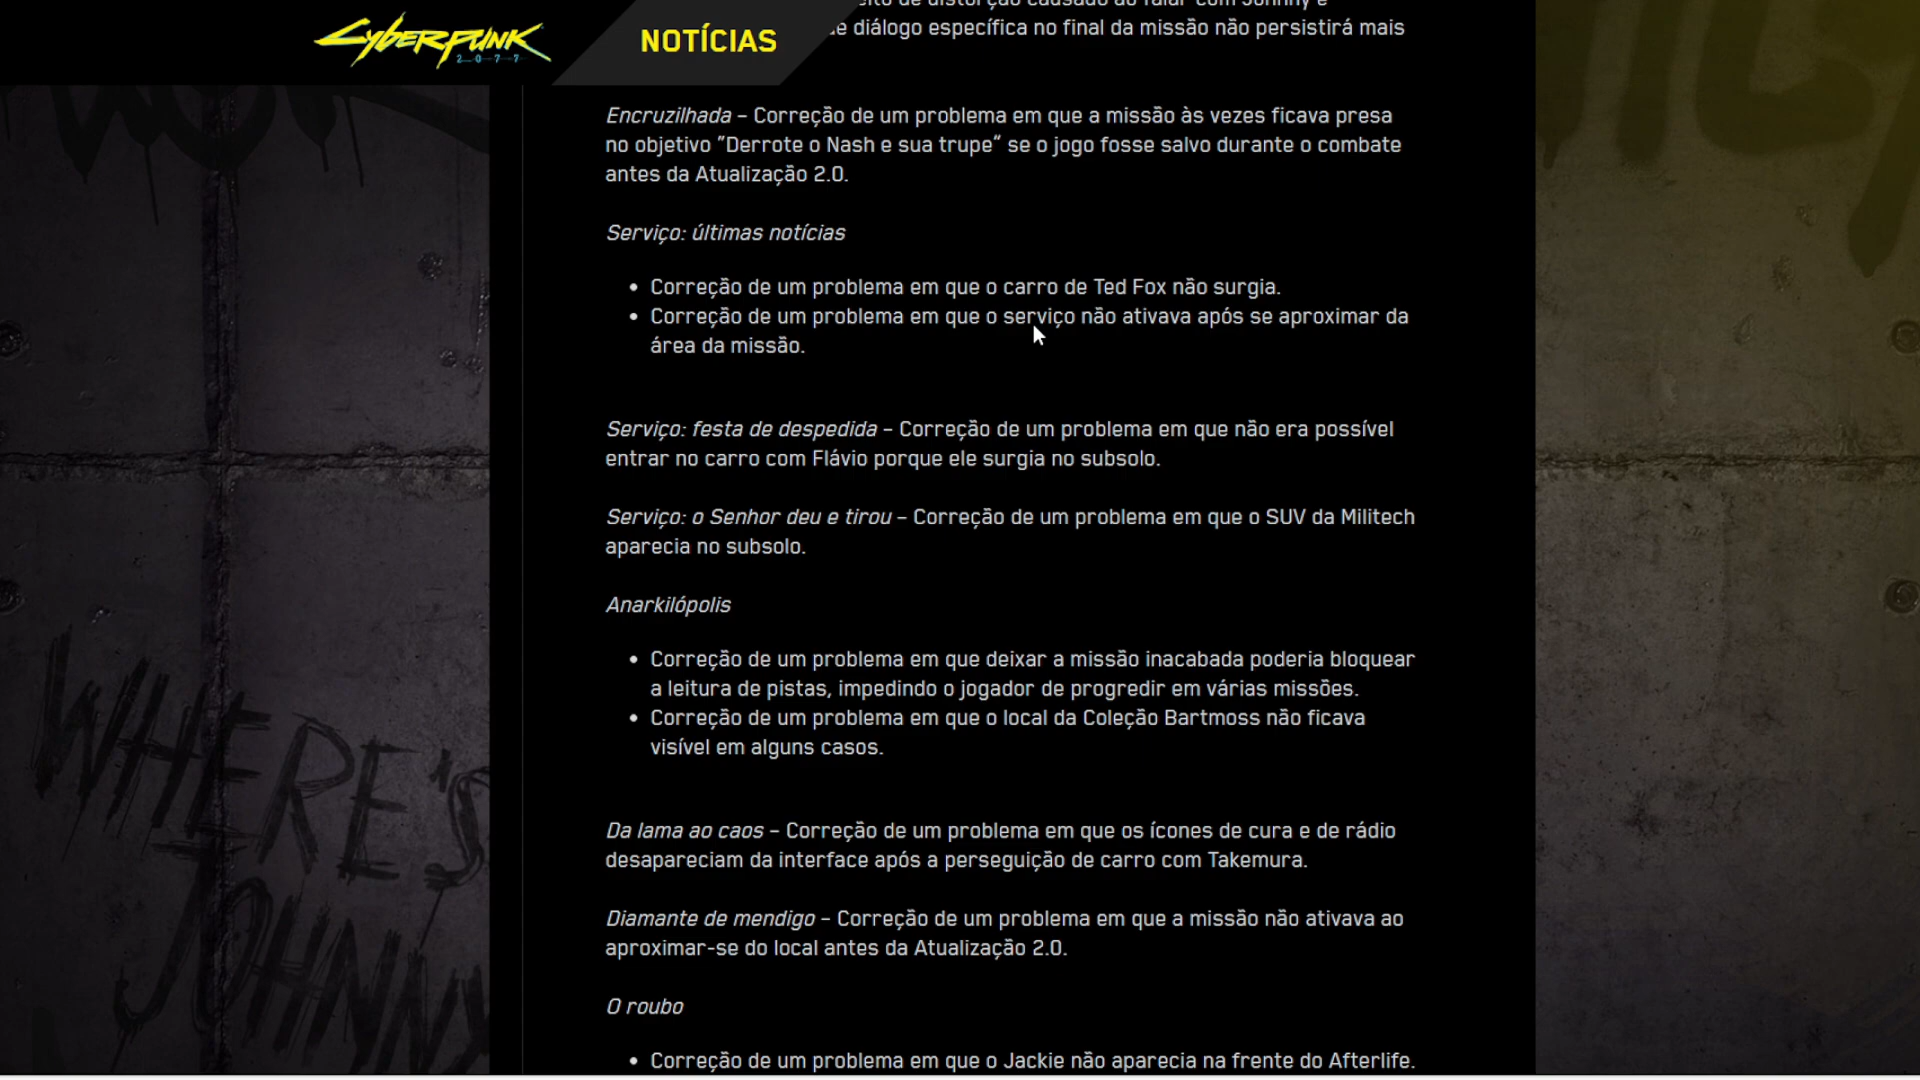 CYBERPUNK
2077
NOTÍCIAS
de diálogo específica no final da missão não persistirá mais
Encruzilhada – Correção de um problema em que a missão às vezes ficava presa
no objetivo “Derrote o Nash e sua trupe” se o jogo fosse salvo durante o combate
antes da Atualização 2.0.
Serviço: últimas notícias
• Correção de um problema em que o carro de Ted Fox não surgia.
• Correção de um problema em que o serviço não ativava após se aproximar da
área da missão.
Serviço: festa de despedida – Correção de um problema em que não era possível
entrar no carro com Flávio porque ele surgia no subsolo.
Serviço: o Senhor deu e tirou – Correção de um problema em que o SUV da Militech
aparecia no subsolo.
Anarkilópolis
• Correção de um problema em que deixar a missão inacabada poderia bloquear
a leitura de pistas, impedindo o jogador de progredir em várias missões.
• Correção de um problema em que o local da Coleção Bartmoss não ficava
visível em alguns casos.
Da lama ao caos – Correção de um problema em que os ícones de cura e de rádio
desapareciam da interface após a perseguição de carro com Takemura.
Diamante de mendigo – Correção de um problema em que a missão não ativava ao
aproximar-se do local antes da Atualização 2.0.
O roubo
• Correção de um problema em que o Jackie não aparecia na frente do Afterlife.
WHERE'S
JOHNNY